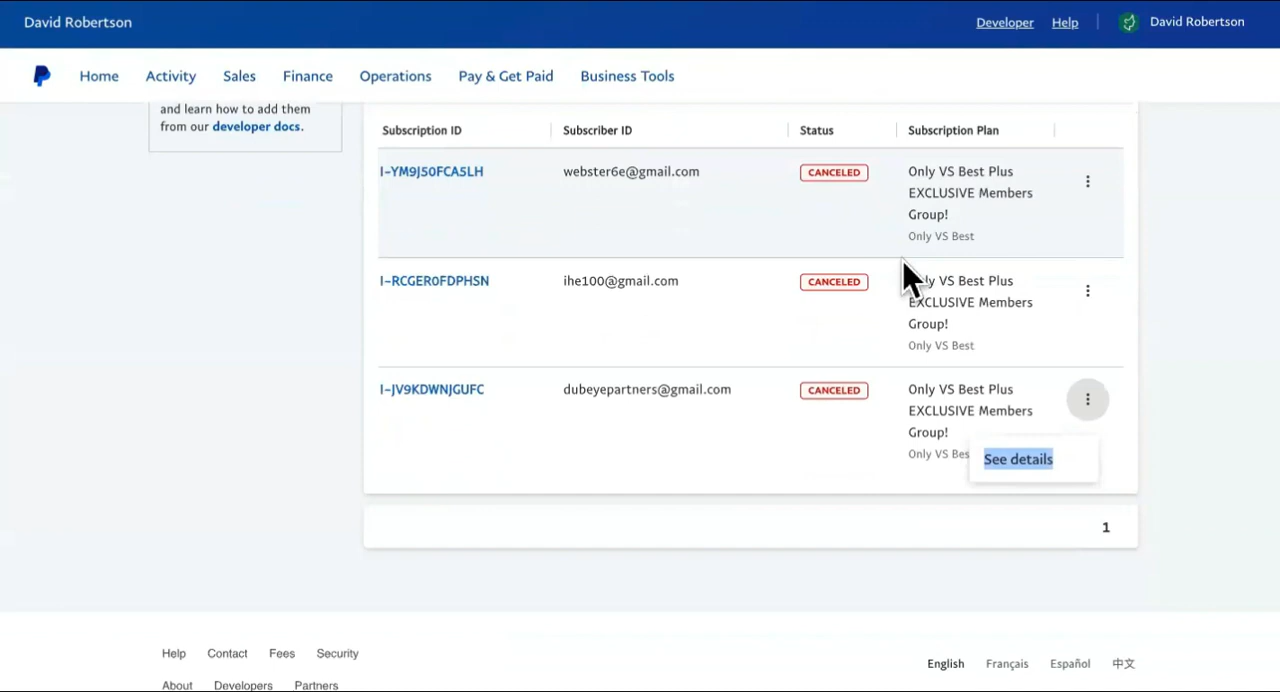 David Robertson
Developer Help David Robertson
Home Activity Sales Finance Operations Pay & Get Paid Business Tools
and learn how to add them
from our developer docs.
Subscription ID Subscriber ID Status Subscription Plan
I-YM9J50FCA5LH webster6e@gmail.com CANCELED Only VS Best Plus
EXCLUSIVE Members
Group!
Only VS Best
I-RCGER0FDPHSN ihe100@gmail.com CANCELED Only VS Best Plus
EXCLUSIVE Members
Group!
Only VS Best
I-JV9KDWNJGUFC dubeyepartners@gmail.com CANCELED Only VS Best Plus
EXCLUSIVE Members
Group!
Only VS Bes
See details
1
Help Contact Fees Security
English Français Español 中文
About Developers Partners